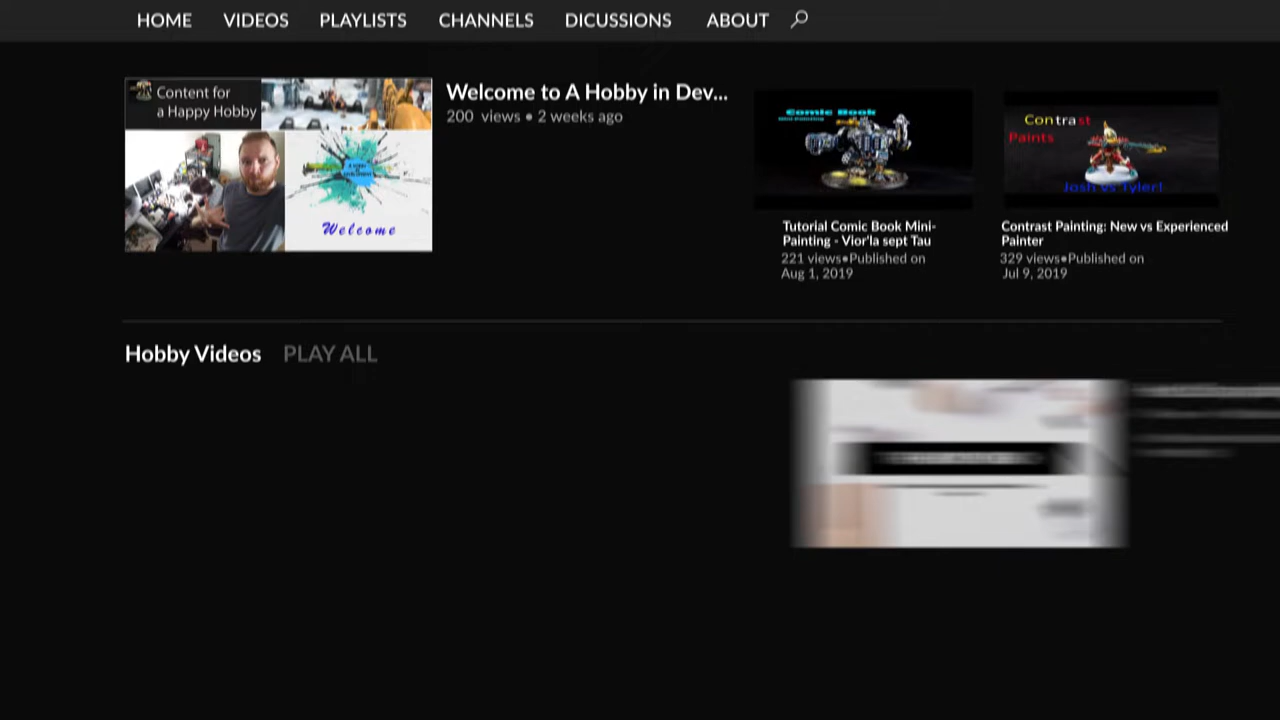 HOME VIDEOS PLAYLISTS CHANNELS DICUSSIONS ABOUT
Content for
a Happy Hobby
Welcome
Welcome to A Hobby in Dev...
200 views • 2 weeks ago
Comic Book
Tutorial Comic Book Mini-
Painting - Vior'la sept Tau
221 views•Published on
Aug 1, 2019
Contrast
Paints
Josh vs Tyler!
Contrast Painting: New vs Experienced
Painter
329 views•Published on
Jul 9, 2019
Hobby Videos PLAY ALL